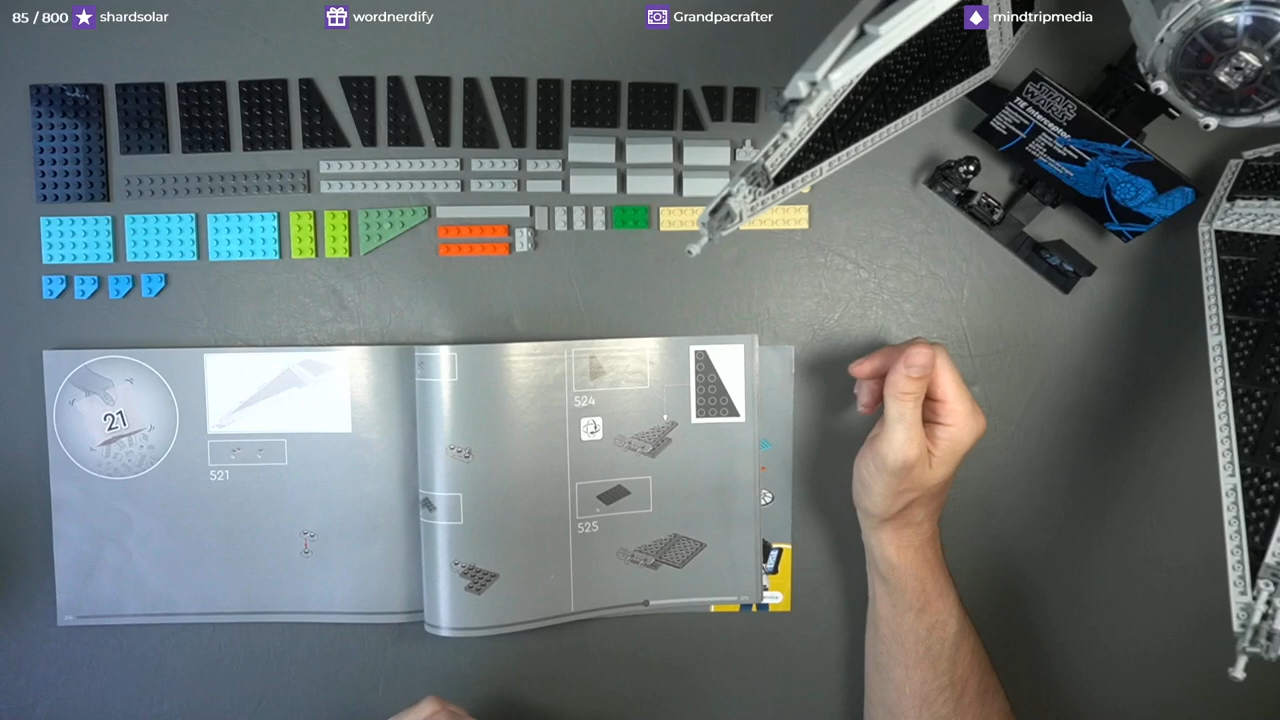 85 / 800 shardsolar
wordnerdify
Grandpacrafter
mindtripmedia
STAR WARS
TIE Interceptor
21
521
524
525